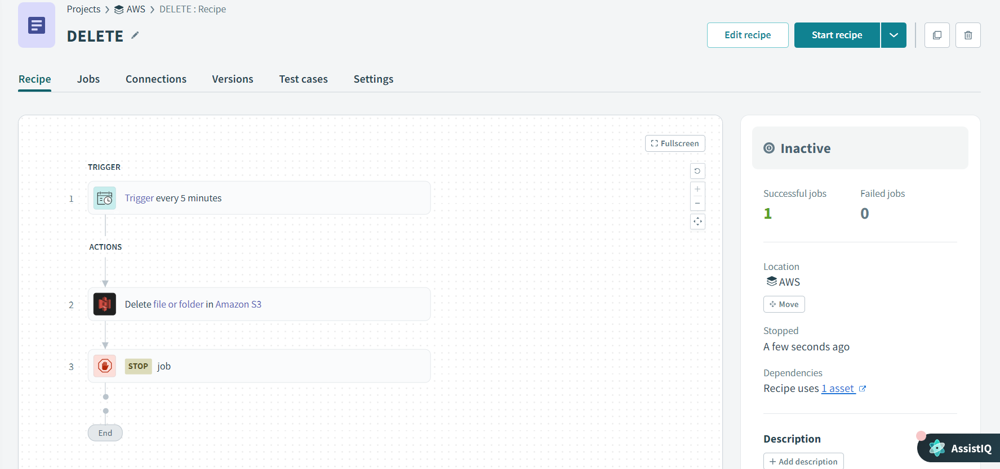 Projects > AWS > DELETE : Recipe
DELETE
Edit recipe
Start recipe
Recipe Jobs Connections Versions Test cases Settings
Fullscreen
TRIGGER
1 Trigger every 5 minutes
ACTIONS
2 Delete file or folder in Amazon S3
3 STOP job
End
Inactive
Successful jobs Failed jobs
1 0
Location
AWS
Move
Stopped
A few seconds ago
Dependencies
Recipe uses 1 asset
Description
+ Add description
AssistIQ